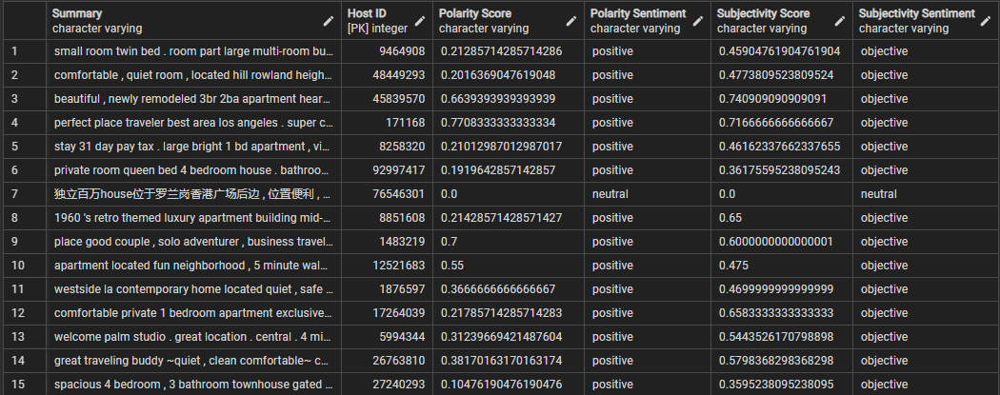 Summary Host ID Polarity Score Polarity Sentiment Subjectivity Score Subjectivity Sentiment
character varying [PK] integer character varying character varying character varying character varying
1 small room twin bed . room part large multi-room bu... 9464908 0.21285714285714286 positive 0.45904761904761904 objective
2 comfortable , quiet room , located hill rowland heigh... 48449293 0.2016369047619048 positive 0.4773809523809524 objective
3 beautiful , newly remodeled 3br 2ba apartment hear... 45839570 0.6639393939393939 positive 0.740909090909091 objective
4 perfect place traveler best area los angeles . super c... 171168 0.7708333333333334 positive 0.7166666666666667 objective
5 stay 31 day pay tax . large bright 1 bd apartment , vi... 8258320 0.21012987012987017 positive 0.46162337662337655 objective
6 private room queen bed 4 bedroom house . bathroo... 92997417 0.1919642857142857 positive 0.36175595238095243 objective
7 独立百万house位于罗兰岗香港广场后边 , 位置便利 , ... 76546301 0.0 neutral 0.0 neutral
8 1960 's retro themed luxury apartment building mid-... 8851608 0.21428571428571427 positive 0.65 objective
9 place good couple , solo adventurer , business travel... 1483219 0.7 positive 0.6000000000000001 objective
10 apartment located fun neighborhood , 5 minute wal... 12521683 0.55 positive 0.475 objective
11 westside la contemporary home located quiet , safe ... 1876597 0.3666666666666667 positive 0.4699999999999999 objective
12 comfortable private 1 bedroom apartment exclusive... 17264039 0.21785714285714283 positive 0.6583333333333333 objective
13 welcome palm studio . great location . central . 4 mi... 5994344 0.31239669421487604 positive 0.5443526170798898 objective
14 great traveling buddy ~quiet , clean comfortable~ c... 26763810 0.38170163170163174 positive 0.5798368298368298 objective
15 spacious 4 bedroom , 3 bathroom townhouse gated ... 27240293 0.10476190476190476 positive 0.3595238095238095 objective